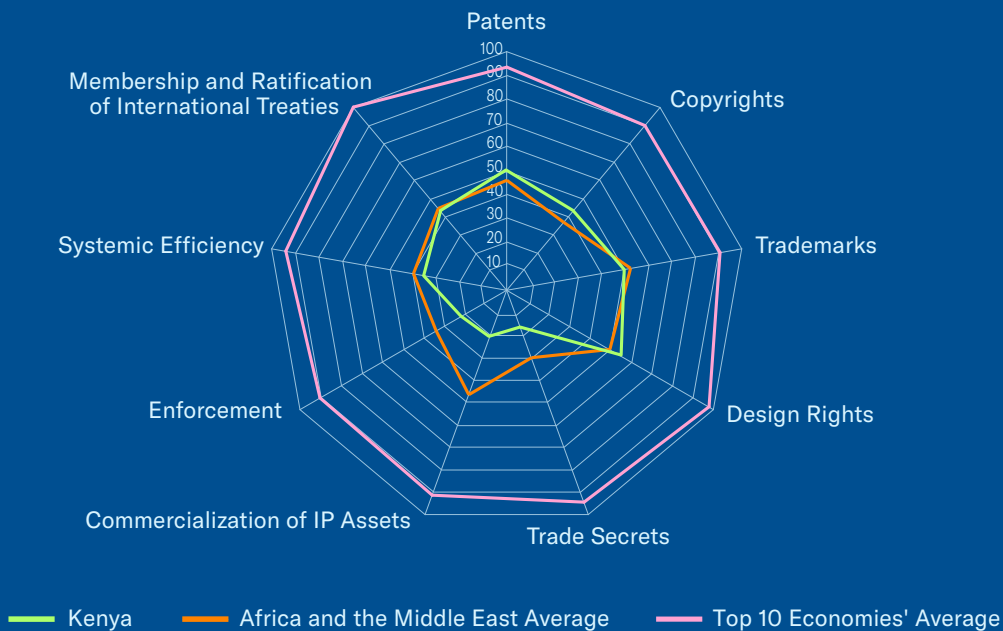 Patents
100
90
80
70
60
50
40
30
20
10
Membership and Ratification
of International Treaties
Copyrights
Systemic Efficiency
Trademarks
Enforcement
Design Rights
Commercialization of IP Assets
Trade Secrets
Kenya
Africa and the Middle East Average
Top 10 Economies' Average